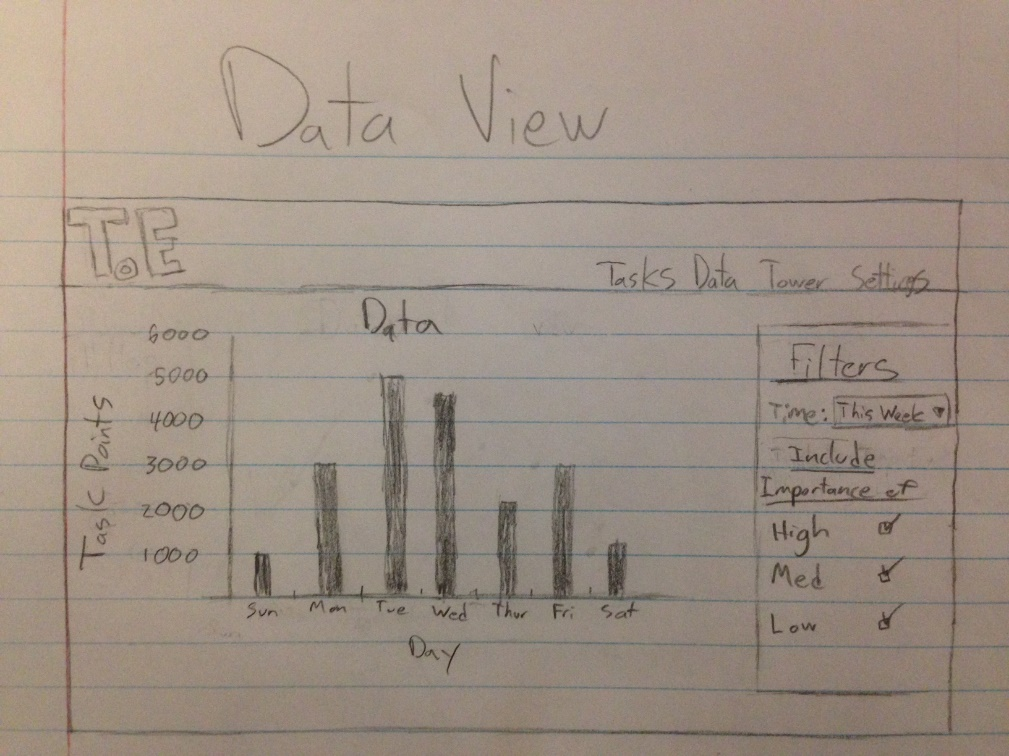 Data View
T.E
Tasks Data Tower Settings
Data
6000
5000
4000
3000
2000
1000
Task Points
Sun Mon Tue Wed Thur Fri Sat
Day
Filters
Time: This Week
Include
Importance of
High
Med
Low